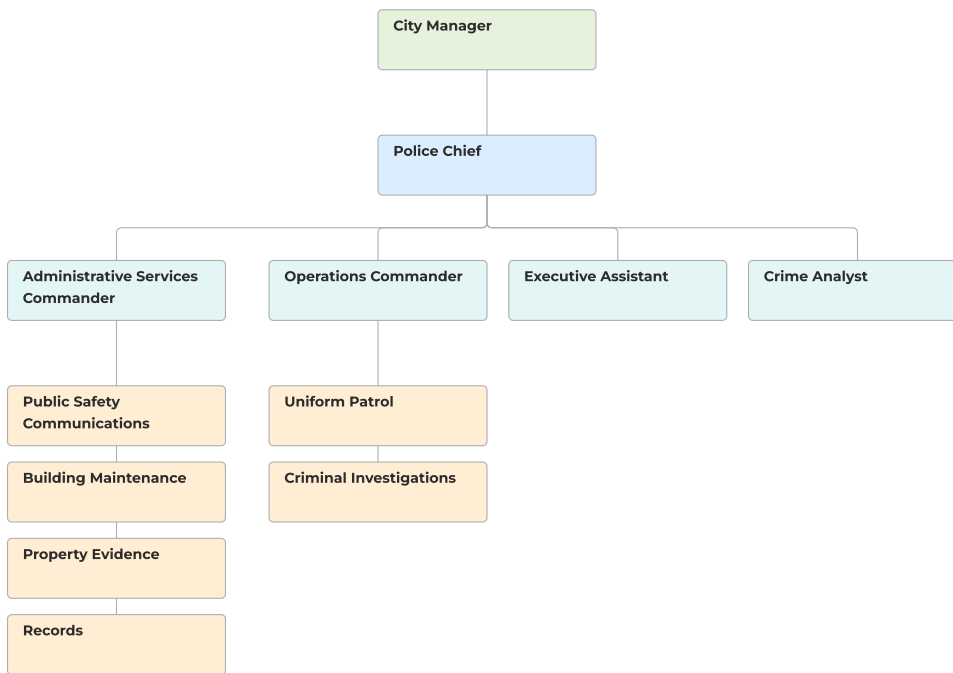 City Manager
Police Chief
Administrative Services
Commander
Operations Commander
Executive Assistant
Crime Analyst
Public Safety
Communications
Uniform Patrol
Building Maintenance
Criminal Investigations
Property Evidence
Records